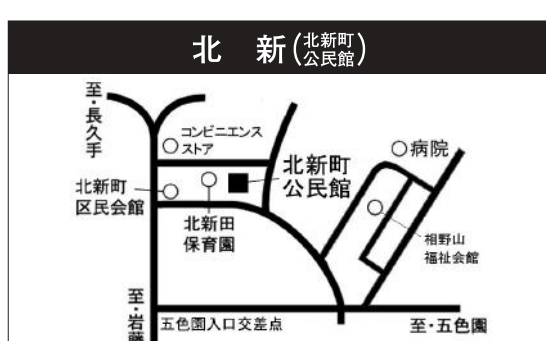 北 新(北新町公民館)
至・長久手
コンビニエンス
ストア
北新町
公民館
病院
北新町
区民会館
北新田
保育園
相野山
福祉会館
至・岩藤
五色園入口交差点
至・五色園